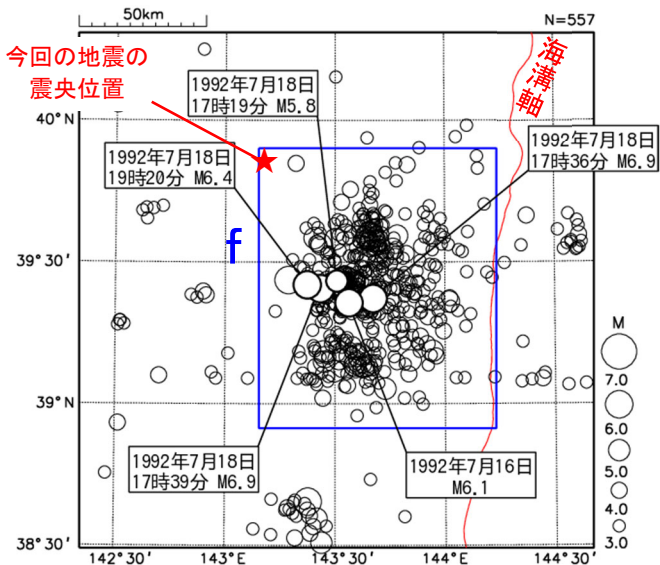 50km
N=557
今回の地震の
震央位置
海溝軸
1992年7月18日
17時19分 M5.8
40°N
1992年7月18日
17時36分 M6.9
1992年7月18日
19時20分 M6.4
f
39°30'
M
7.0
6.0
5.0
4.0
3.0
39°N
1992年7月18日
17時39分 M6.9
1992年7月16日
M6.1
38°30'
142°30'
143°E
143°30'
144°E
144°30'